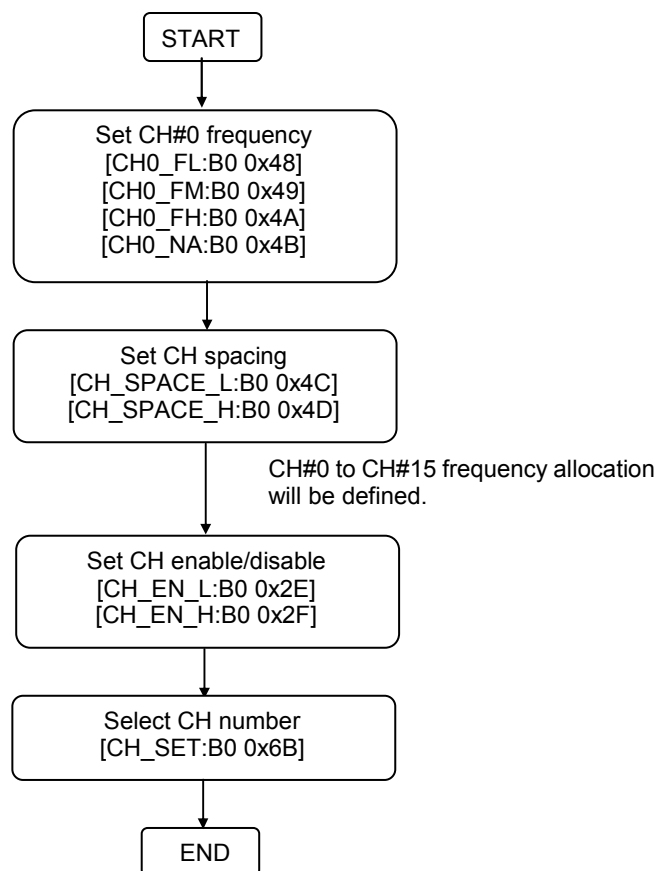 START
Set CH#0 frequency
[CH0_FL:B0 0x48]
[CH0_FM:B0 0x49]
[CH0_FH:B0 0x4A]
[CH0_NA:B0 0x4B]
Set CH spacing
[CH_SPACE_L:B0 0x4C]
[CH_SPACE_H:B0 0x4D]
CH#0 to CH#15 frequency allocation
will be defined.
Set CH enable/disable
[CH_EN_L:B0 0x2E]
[CH_EN_H:B0 0x2F]
Select CH number
[CH_SET:B0 0x6B]
END